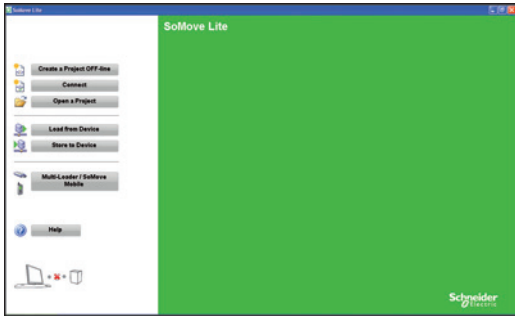 SoMove Lite
SoMove Lite
Create a Project OFF-line
Connect
Open a Project
Load from Device
Store to Device
Multi-Loader / SoMove
Mobile
Help
Schneider
Electric